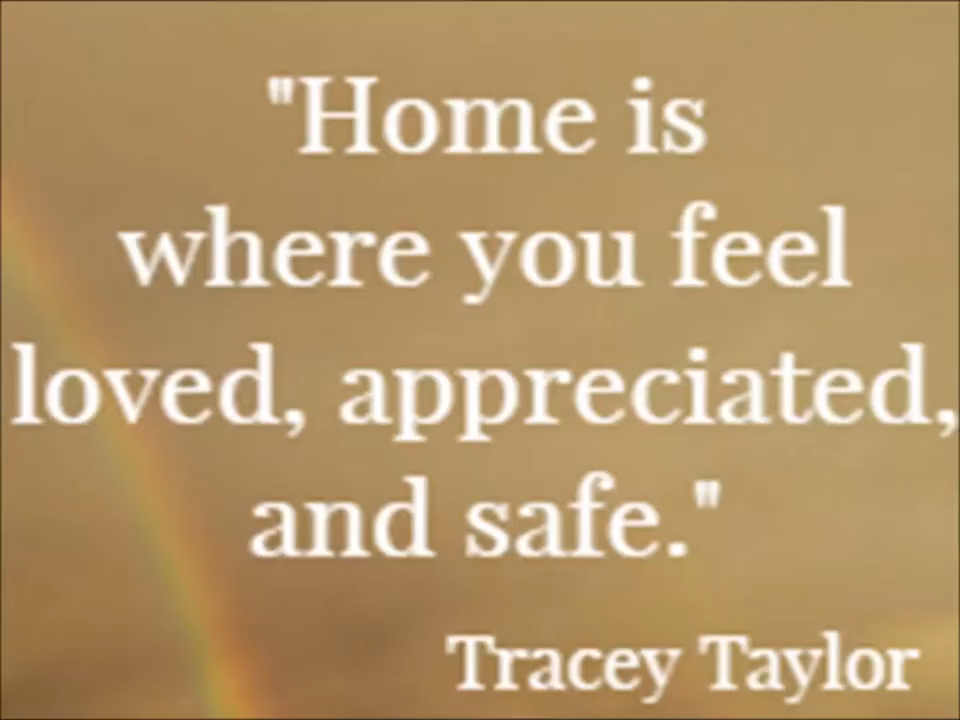 "Home is
where you feel
loved, appreciated,
and safe."
Tracey Taylor